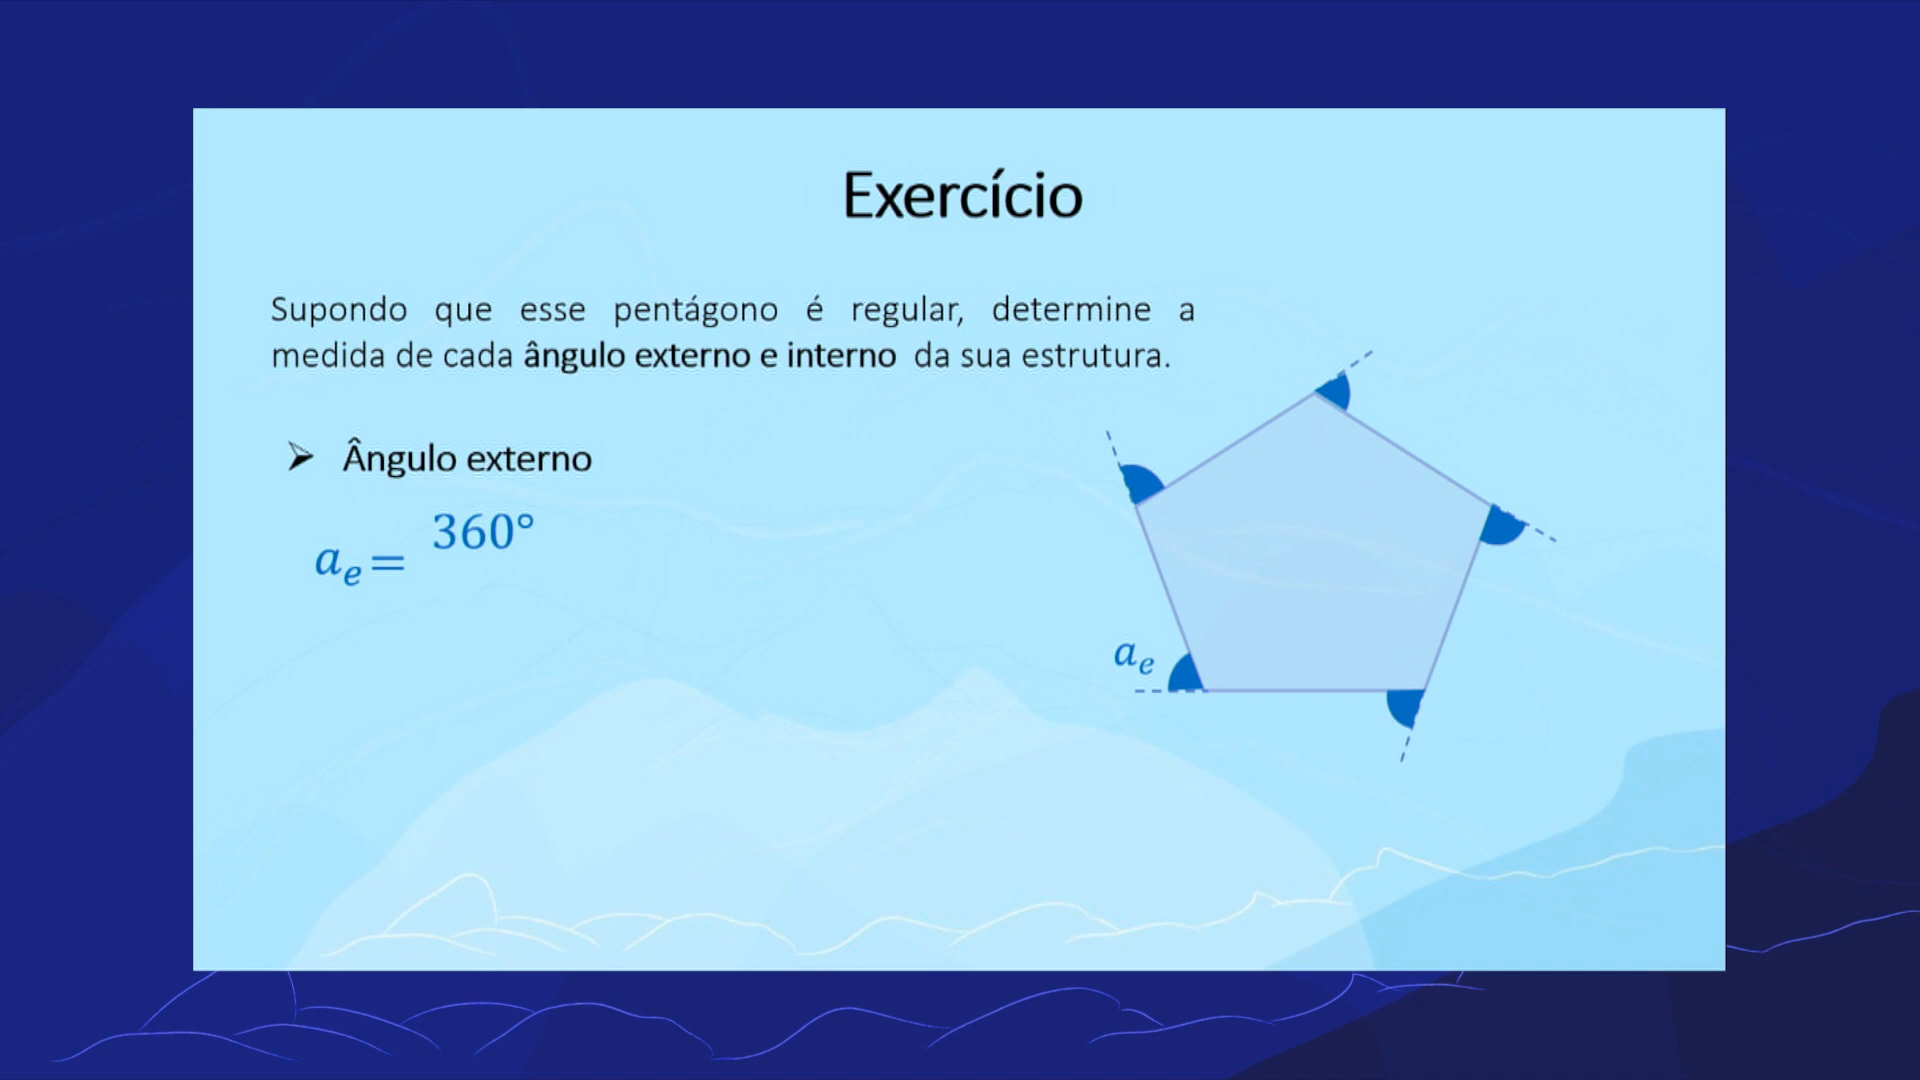 Exercício
Supondo que esse pentágono é regular, determine a
medida de cada ângulo externo e interno da sua estrutura.
➢ Ângulo externo
360°
aₑ=
aₑ